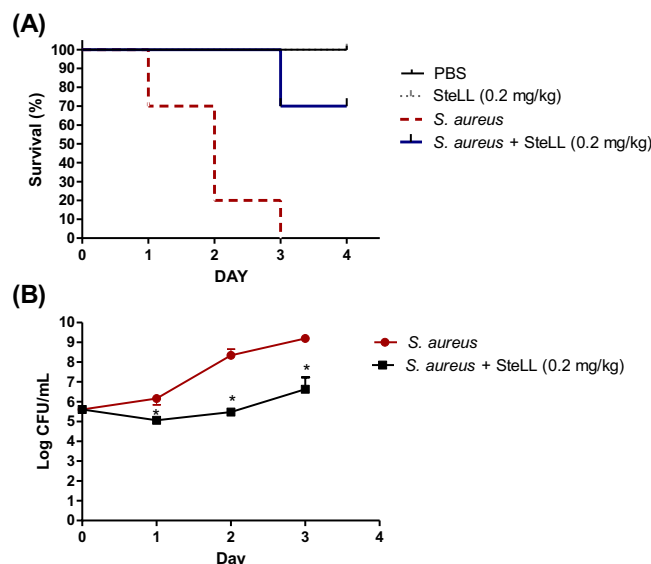 (A)
Survival (%)
100
90
80
70
60
50
40
30
20
10
0
0 1 2 3 4
DAY
PBS
SteLL (0.2 mg/kg)
S. aureus
S. aureus + SteLL (0.2 mg/kg)
(B)
Log CFU/mL
10
9
8
7
6
5
4
3
2
1
0
0 1 2 3 4
Day
* * *
S. aureus
S. aureus + SteLL (0.2 mg/kg)